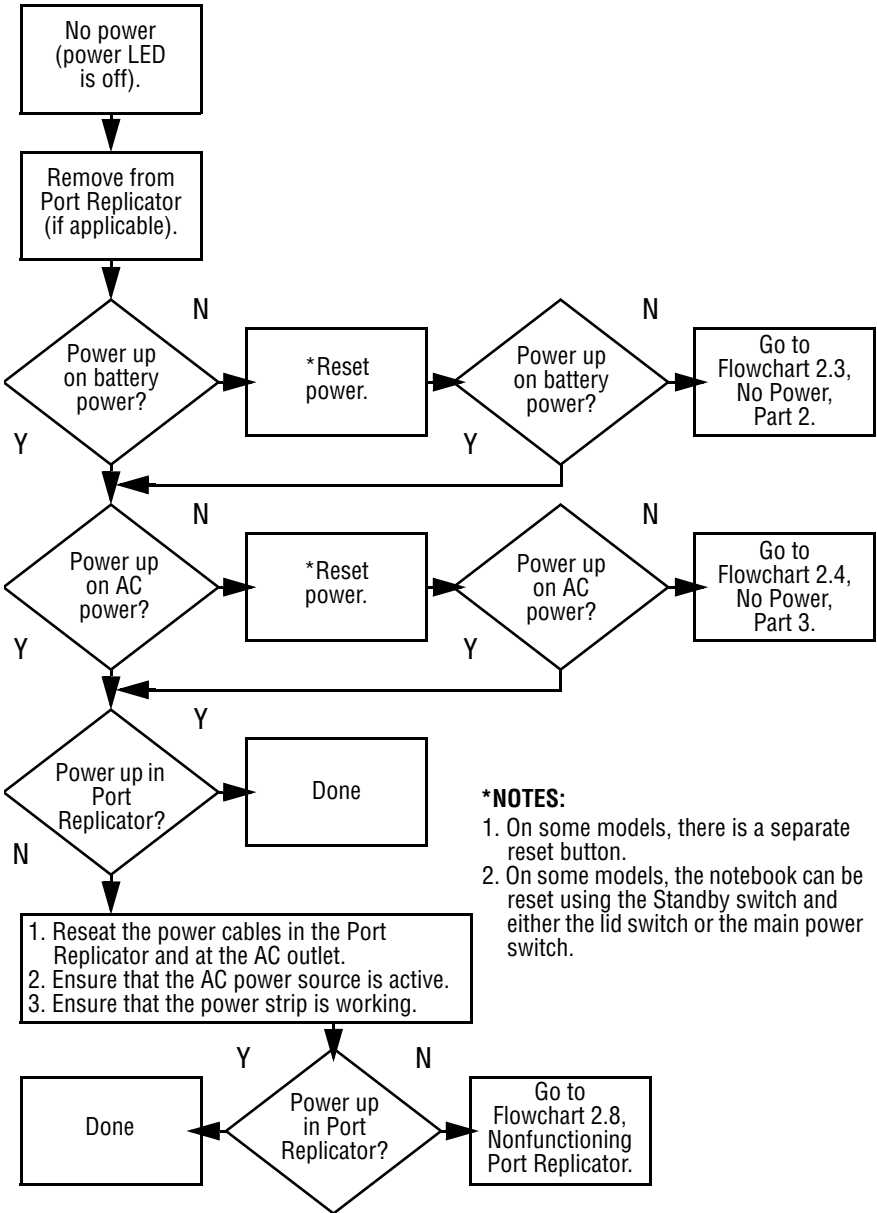 No power
(power LED
is off).
Remove from
Port Replicator
(if applicable).
N
N
Power up
on battery
power?
*Reset
power.
Power up
on battery
power?
Go to
Flowchart 2.3,
No Power,
Part 2.
Y
Y
N
N
Power up
on AC
power?
*Reset
power.
Power up
on AC
power?
Go to
Flowchart 2.4,
No Power,
Part 3.
Y
Y
Y
Power up in
Port
Replicator?
Done
N
*NOTES:
1. On some models, there is a separate
reset button.
2. On some models, the notebook can be
reset using the Standby switch and
either the lid switch or the main power
switch.
1. Reseat the power cables in the Port
Replicator and at the AC outlet.
2. Ensure that the AC power source is active.
3. Ensure that the power strip is working.
Y
N
Done
Power up
in Port
Replicator?
Go to
Flowchart 2.8,
Nonfunctioning
Port Replicator.